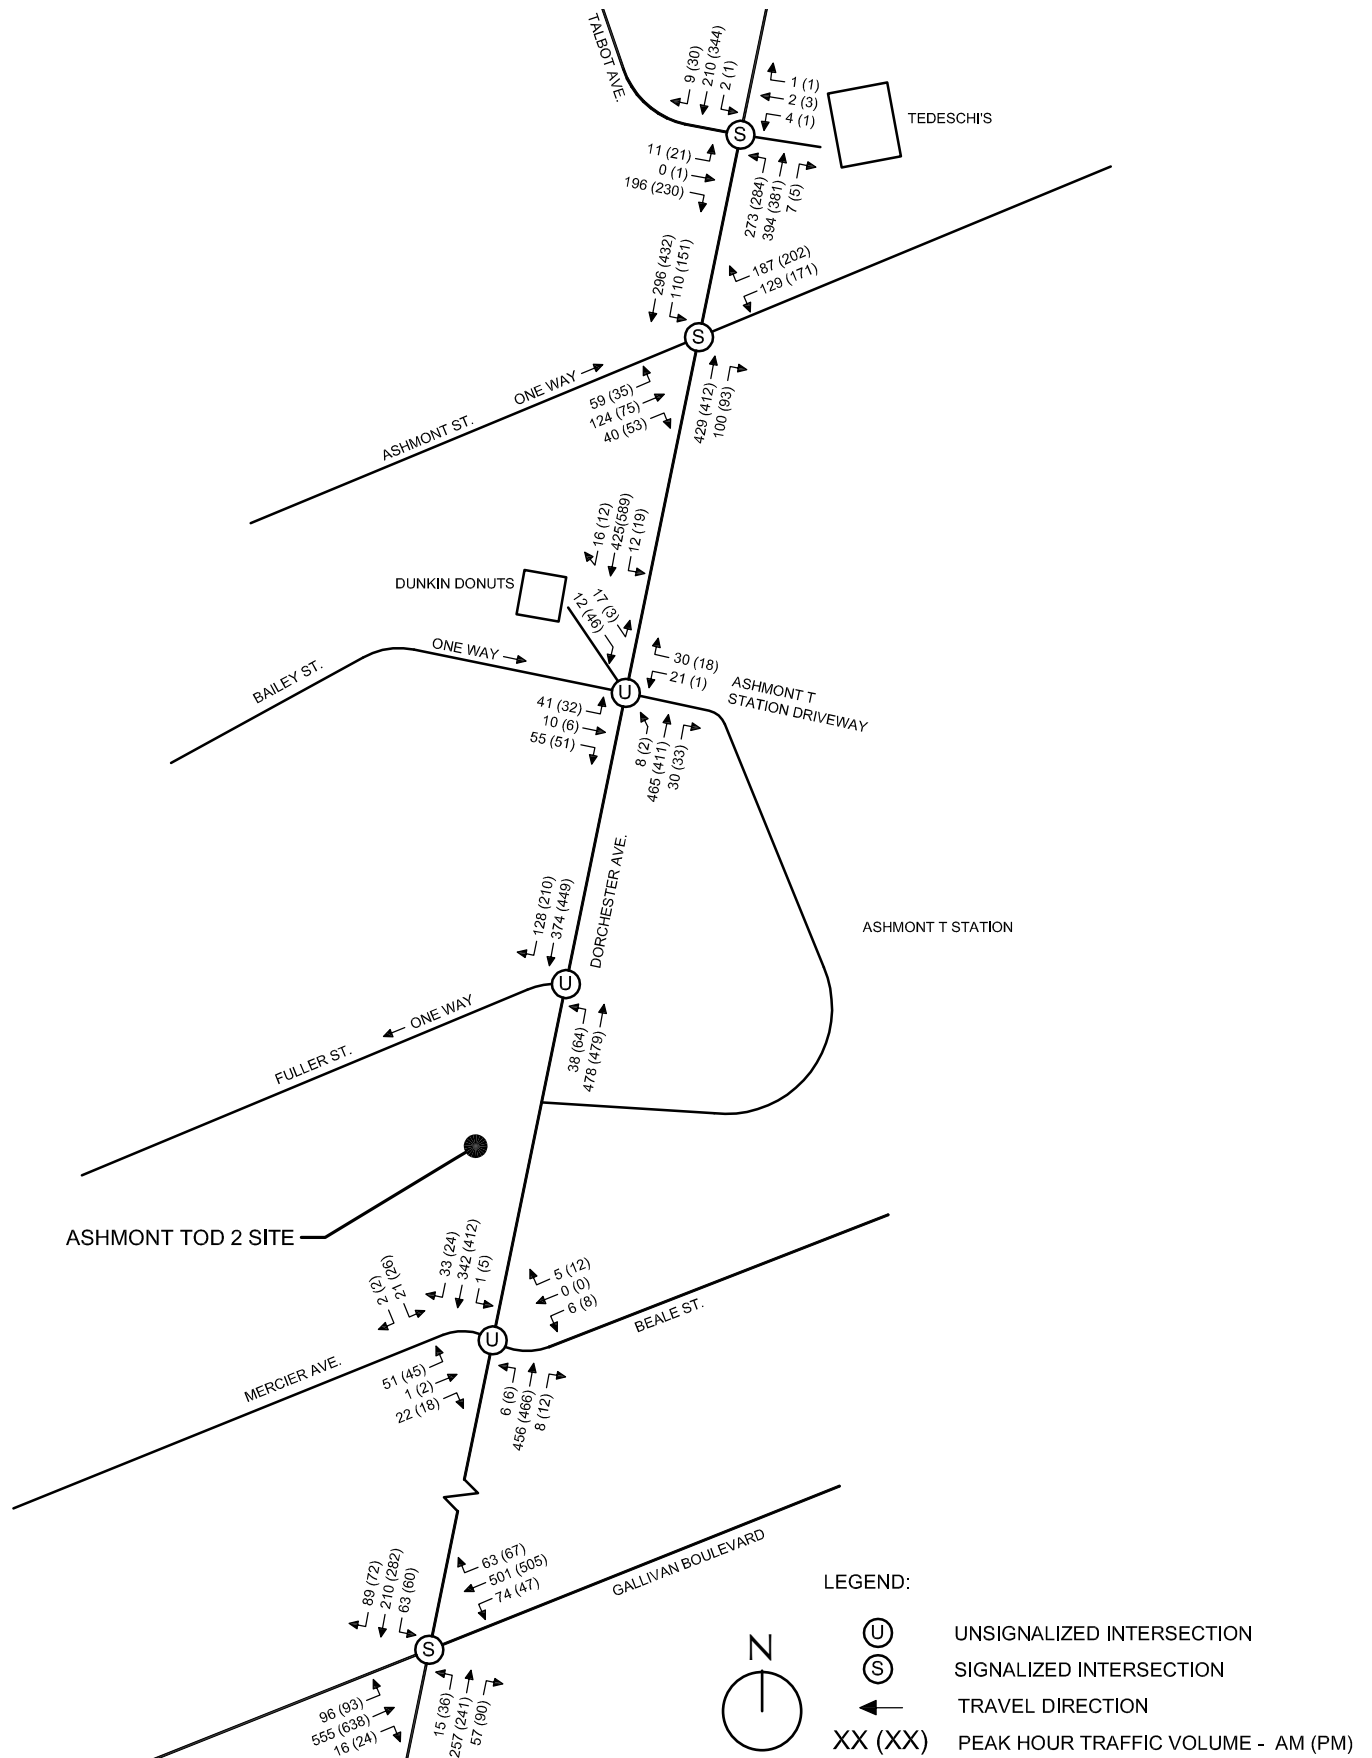 TALBOT AVE.
9 (30)
210 (344)
2 (1)
1 (1)
2 (3)
4 (1)
S
TEDESCHI'S
11 (21)
0 (1)
196 (230)
273 (284)
394 (381)
7 (5)
296 (432)
110 (151)
187 (202)
129 (171)
S
ONE WAY
ASHMONT ST.
59 (35)
124 (75)
40 (53)
429 (412)
100 (93)
16 (12)
425(589)
12 (19)
DUNKIN DONUTS
17 (3)
12 (46)
ONE WAY
BAILEY ST.
U
30 (18)
21 (1)
ASHMONT T
STATION DRIVEWAY
41 (32)
10 (6)
55 (51)
8 (2)
465 (411)
30 (33)
DORCHESTER AVE.
128 (210)
374 (449)
ASHMONT T STATION
U
ONE WAY
FULLER ST.
38 (64)
478 (479)
ASHMONT TOD 2 SITE
2 (2)
21 (26)
33 (24)
342 (412)
1 (5)
5 (12)
0 (0)
6 (8)
BEALE ST.
U
MERCIER AVE.
51 (45)
1 (2)
22 (18)
6 (6)
456 (466)
8 (12)
89 (72)
210 (282)
63 (60)
63 (67)
501 (505)
74 (47)
GALLIVAN BOULEVARD
S
96 (93)
555 (638)
16 (24)
15 (36)
257 (241)
57 (90)
N
LEGEND:
U UNSIGNALIZED INTERSECTION
S SIGNALIZED INTERSECTION
TRAVEL DIRECTION
XX (XX) PEAK HOUR TRAFFIC VOLUME - AM (PM)